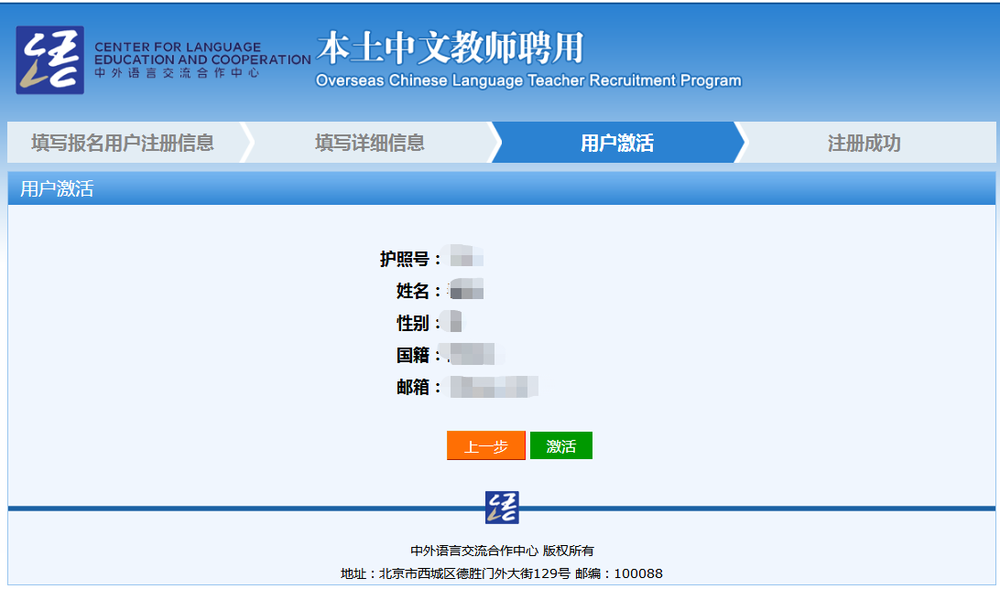 CENTER FOR LANGUAGE
EDUCATION AND COOPERATION
中外语言交流合作中心
本土中文教师聘用
Overseas Chinese Language Teacher Recruitment Program
填写报名用户注册信息
填写详细信息
用户激活
注册成功
用户激活
护照号：
姓名：
性别：
国籍：
邮箱：
上一步
激活
中外语言交流合作中心 版权所有
地址：北京市西城区德胜门外大街129号 邮编：100088